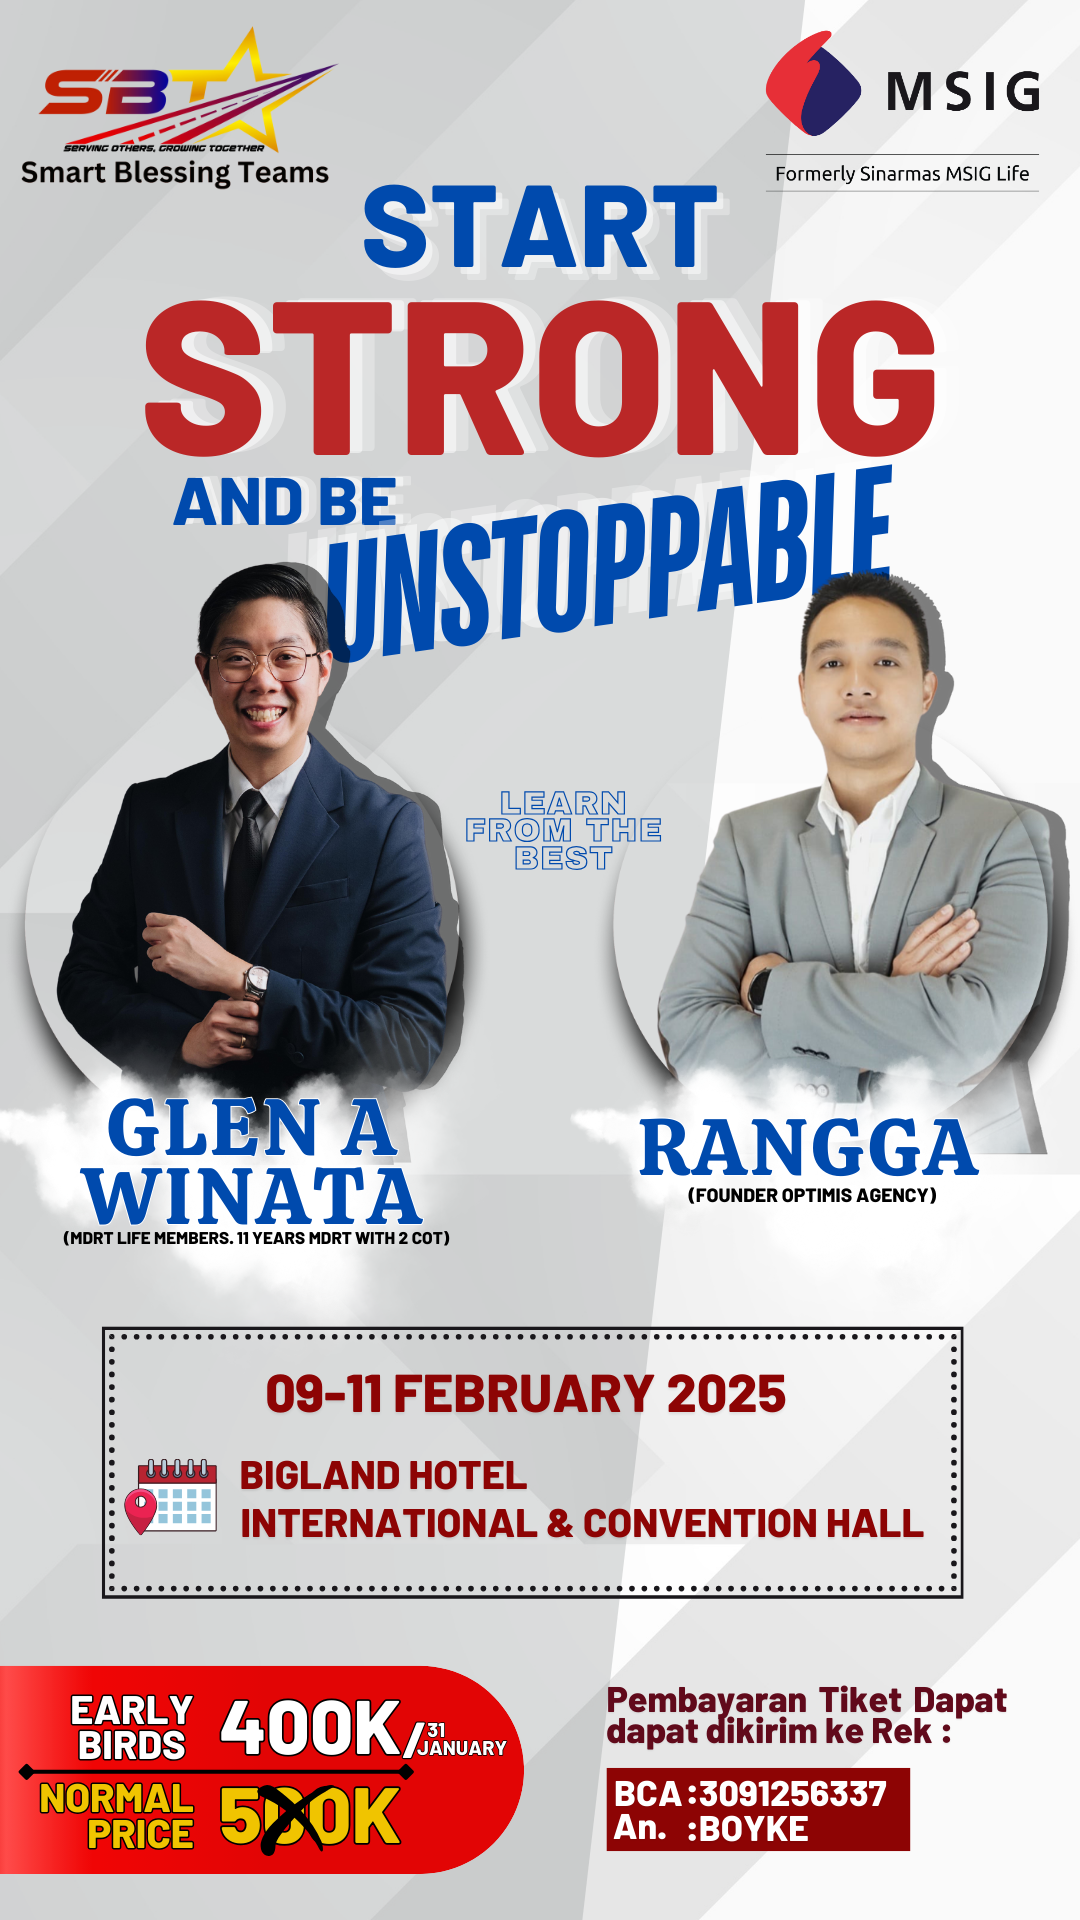 SBT
SERVING OTHERS, GROWING TOGETHER
Smart Blessing Teams
MSIG
Formerly Sinarmas MSIG Life
START
STRONG
AND BE
UNSTOPPABLE
LEARN
FROM THE
BEST
GLEN A
WINATA
(MDRT LIFE MEMBERS. 11 YEARS MDRT WITH 2 COT)
RANGGA
(FOUNDER OPTIMIS AGENCY)
09-11 FEBRUARY 2025
BIGLAND HOTEL
INTERNATIONAL & CONVENTION HALL
EARLY
BIRDS
400K/31
JANUARY
NORMAL
PRICE
500K
Pembayaran Tiket Dapat
dapat dikirim ke Rek :
BCA :3091256337
An. :BOYKE